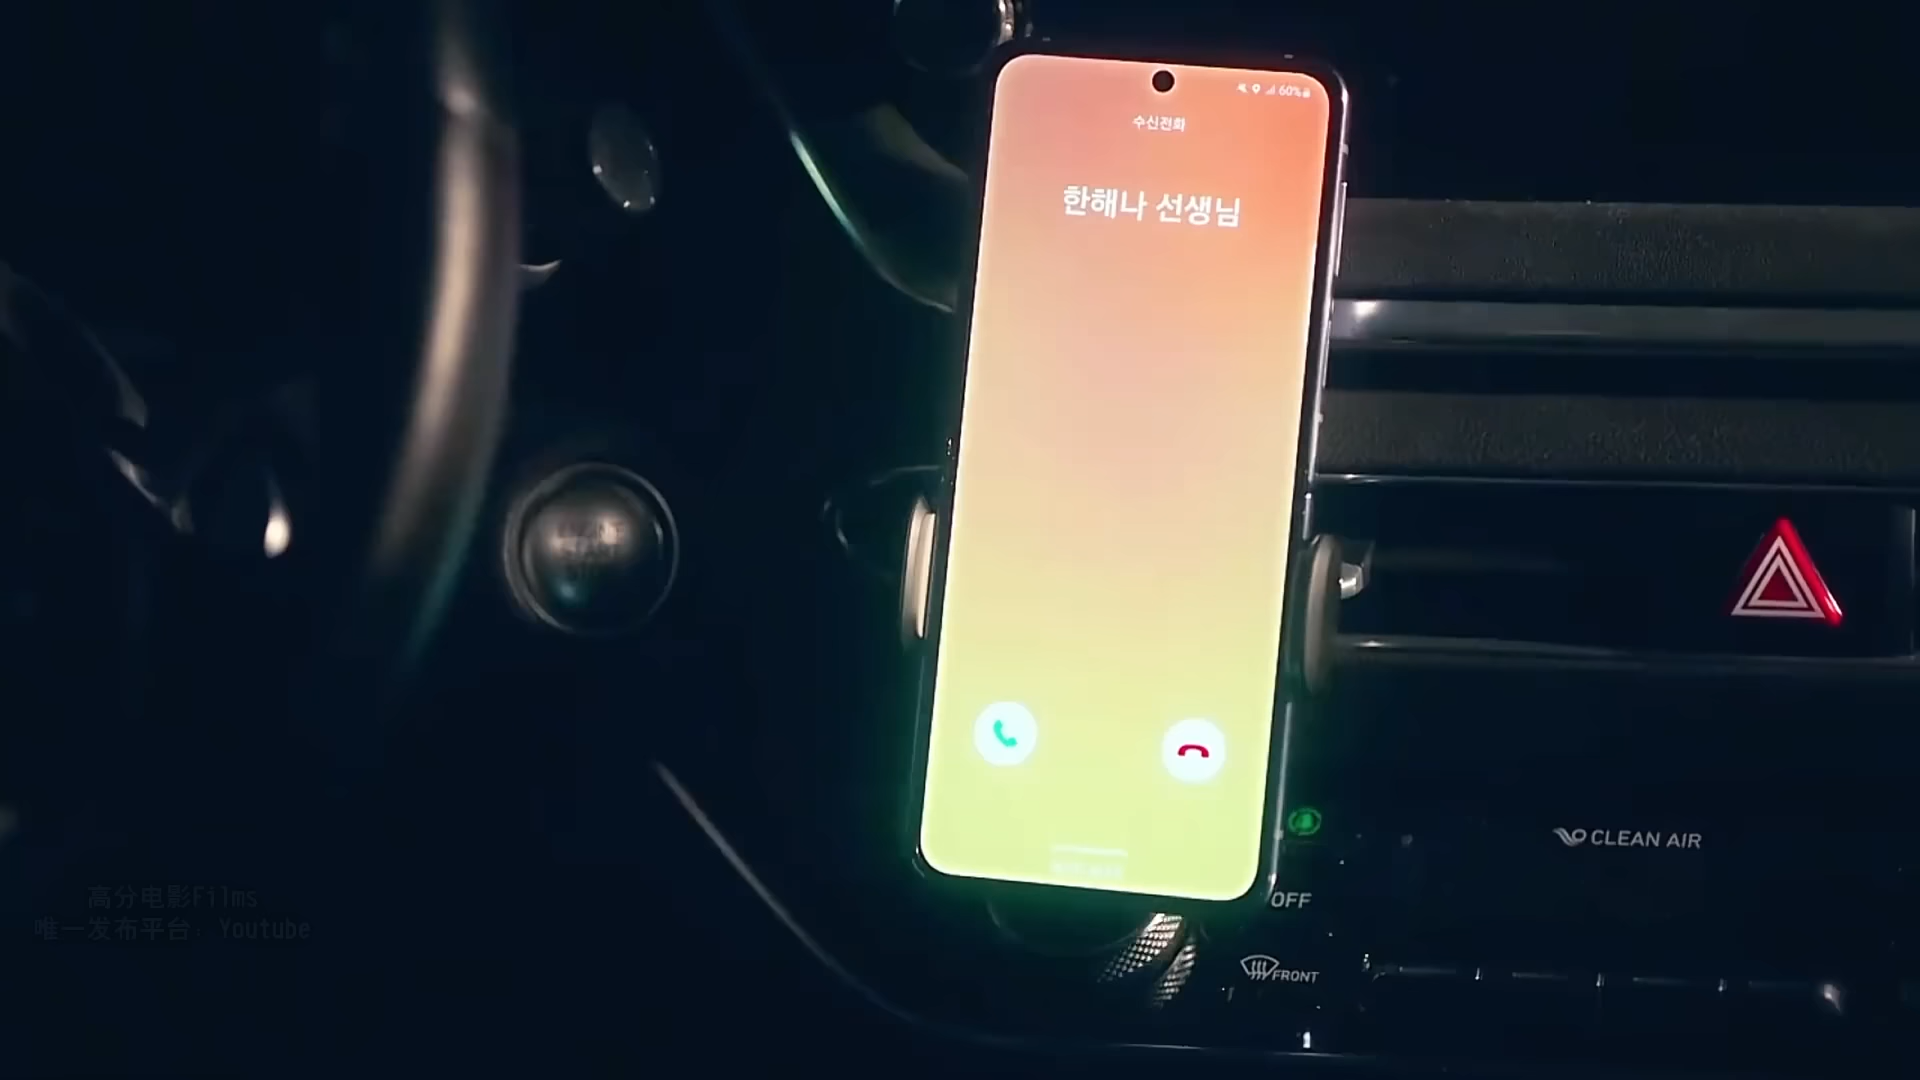 60%
수신전화
한해나 선생님
CLEAN AIR
OFF
FRONT
高分电影Films
唯一发布平台：Youtube